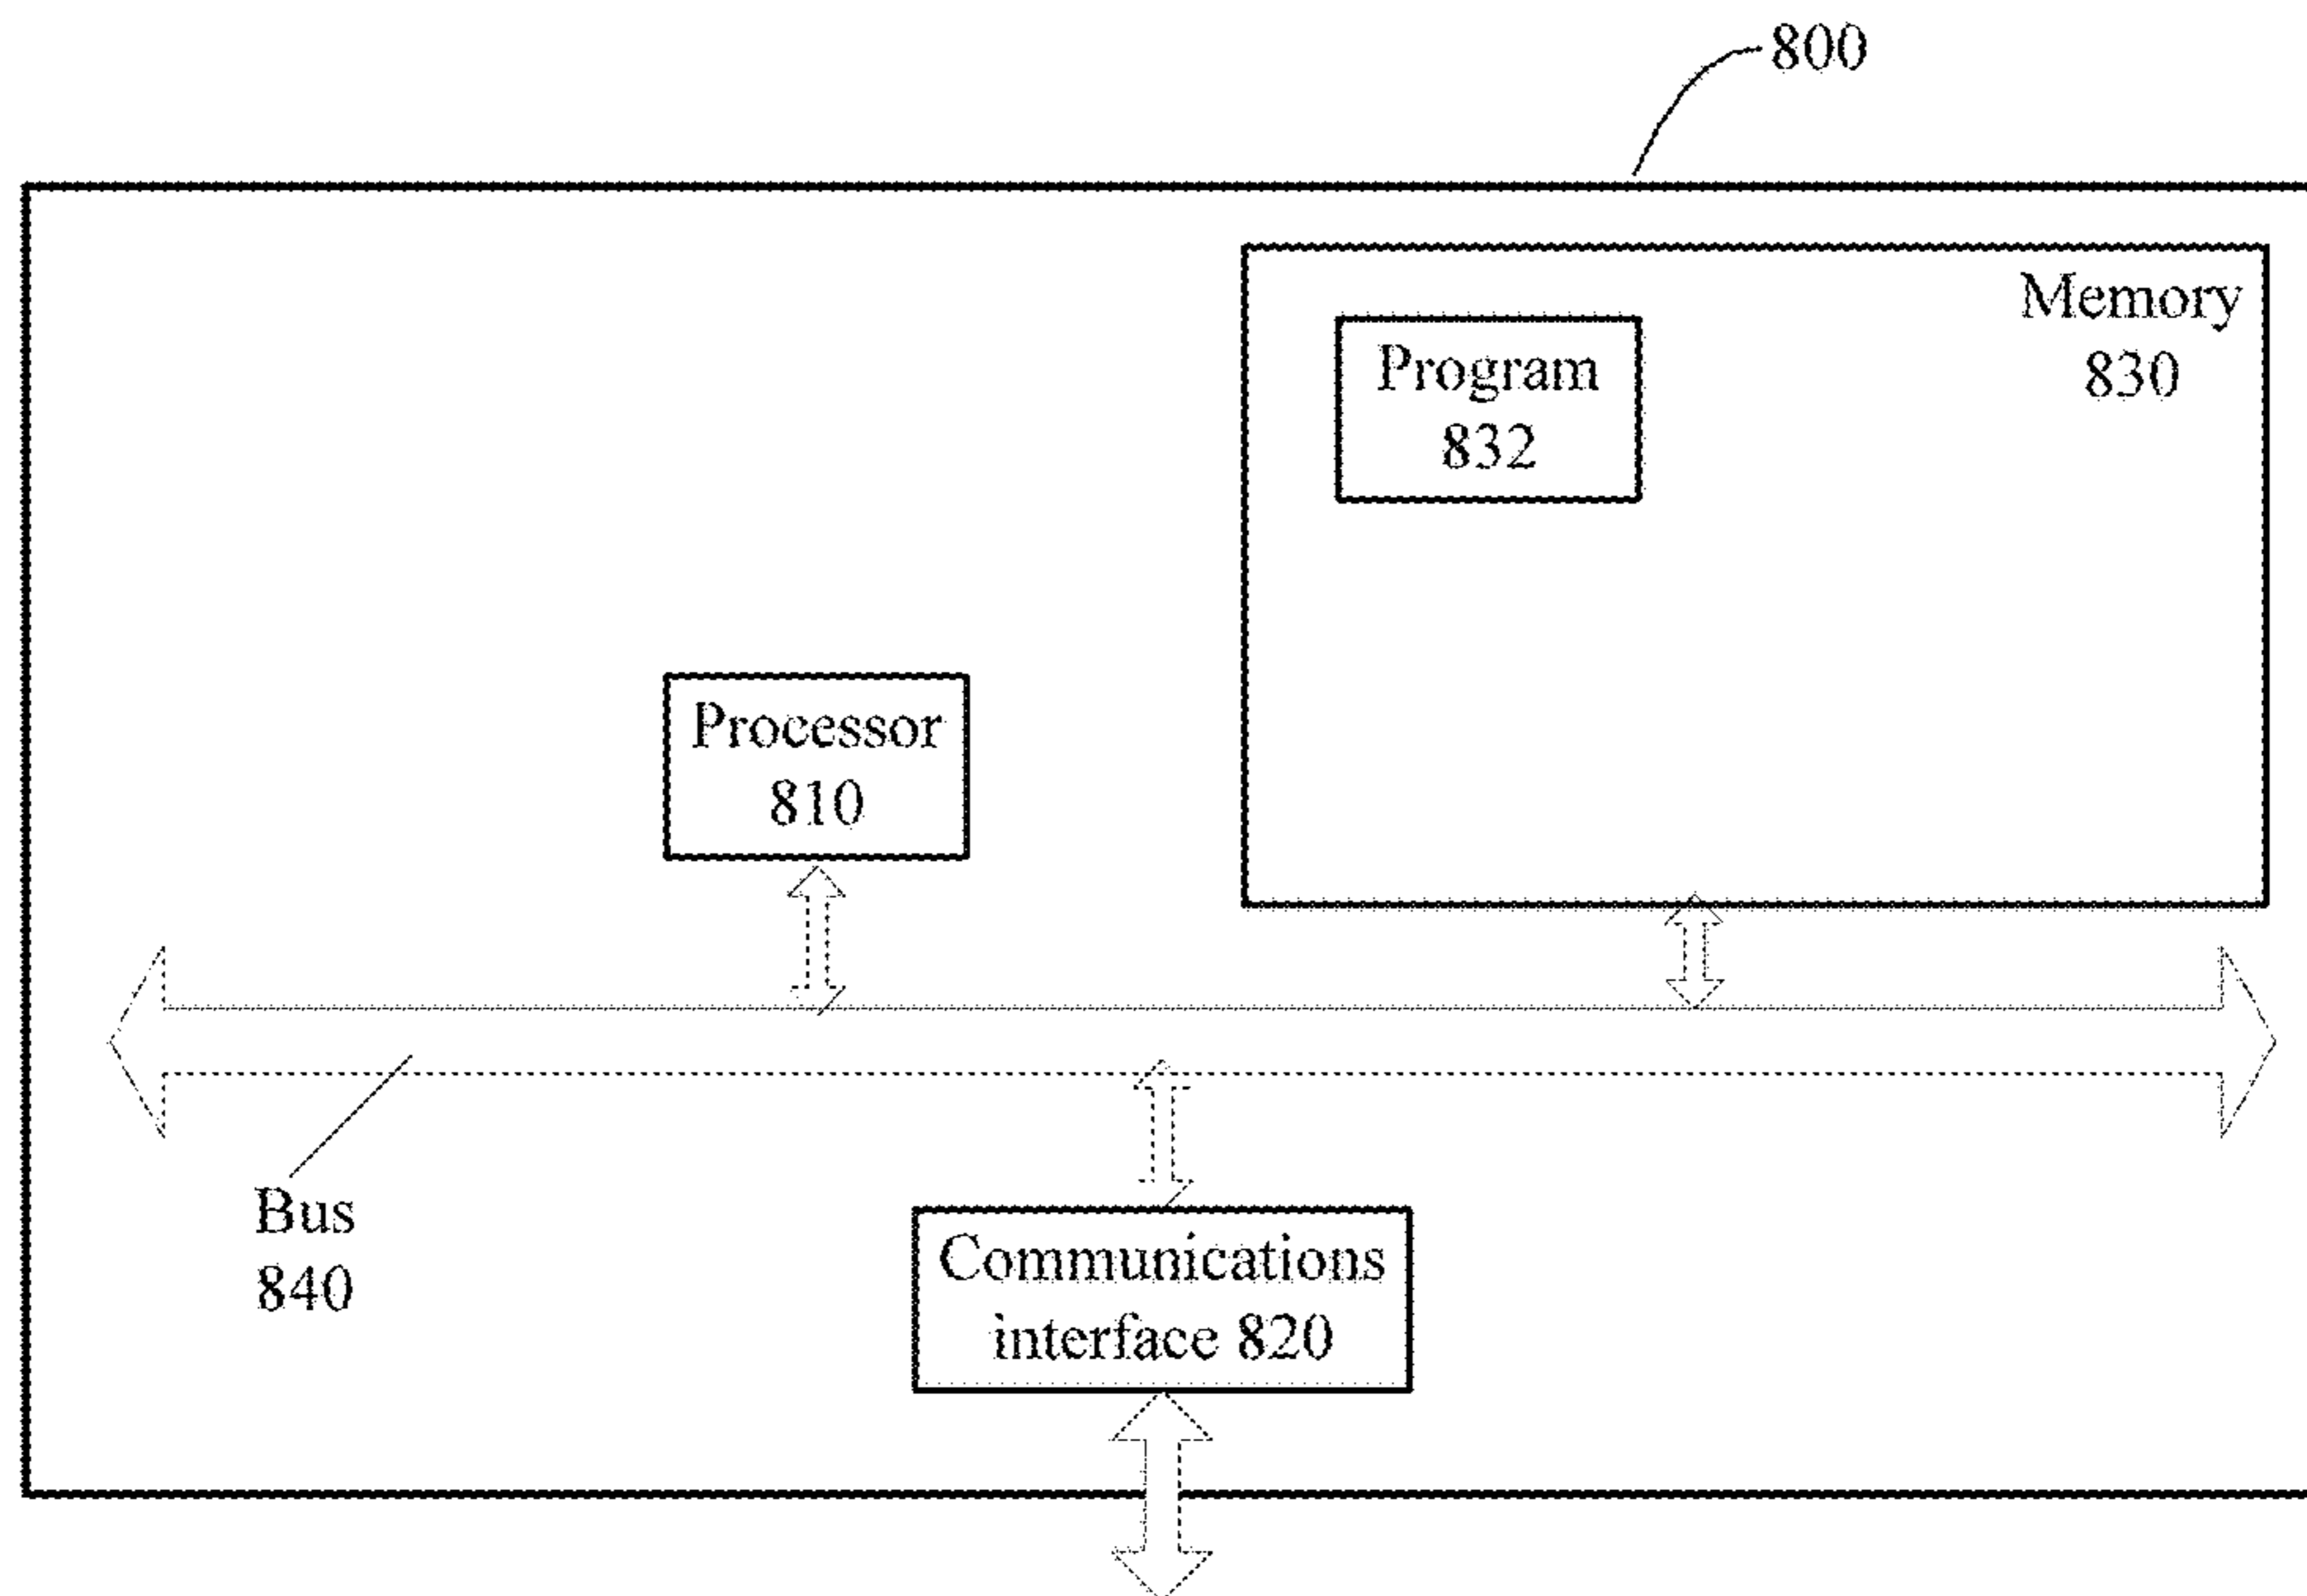 800
Memory
830
Program
832
Processor
810
Bus
840
Communications
interface 820